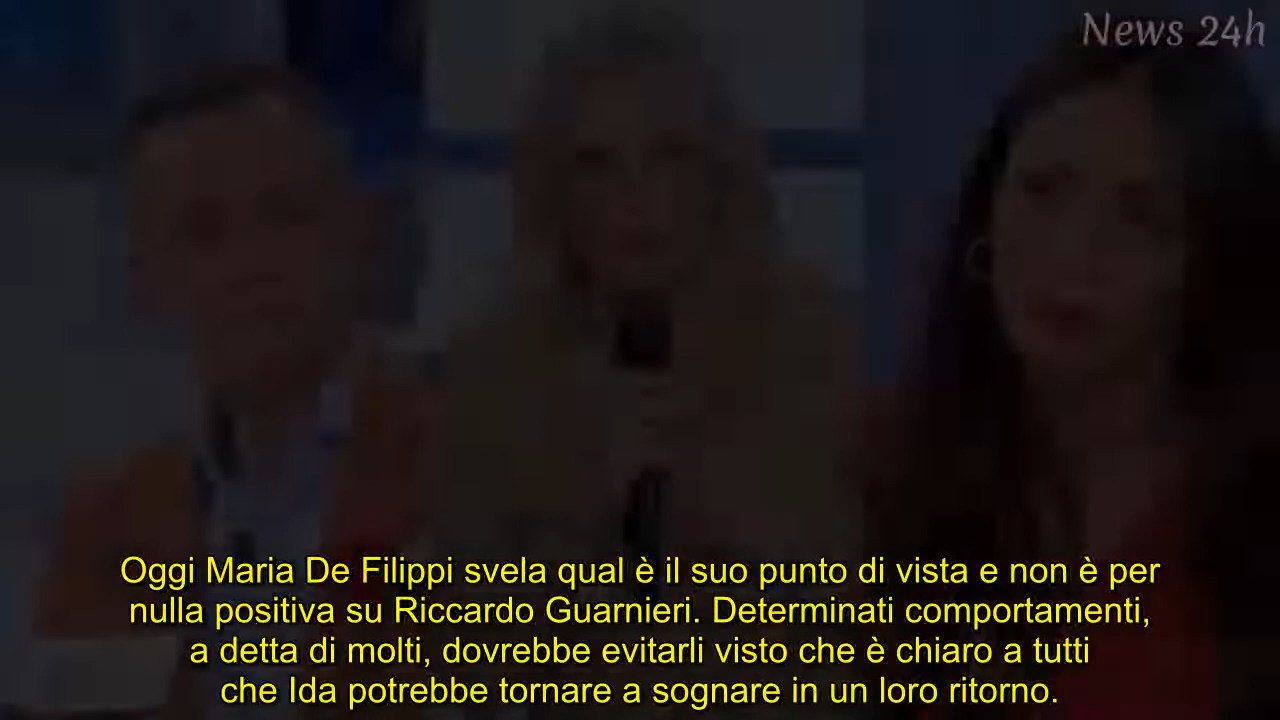 News 24h
Oggi Maria De Filippi svela qual è il suo punto di vista e non è per
nulla positiva su Riccardo Guarnieri. Determinati comportamenti,
a detta di molti, dovrebbe evitarli visto che è chiaro a tutti
che Ida potrebbe tornare a sognare in un loro ritorno.